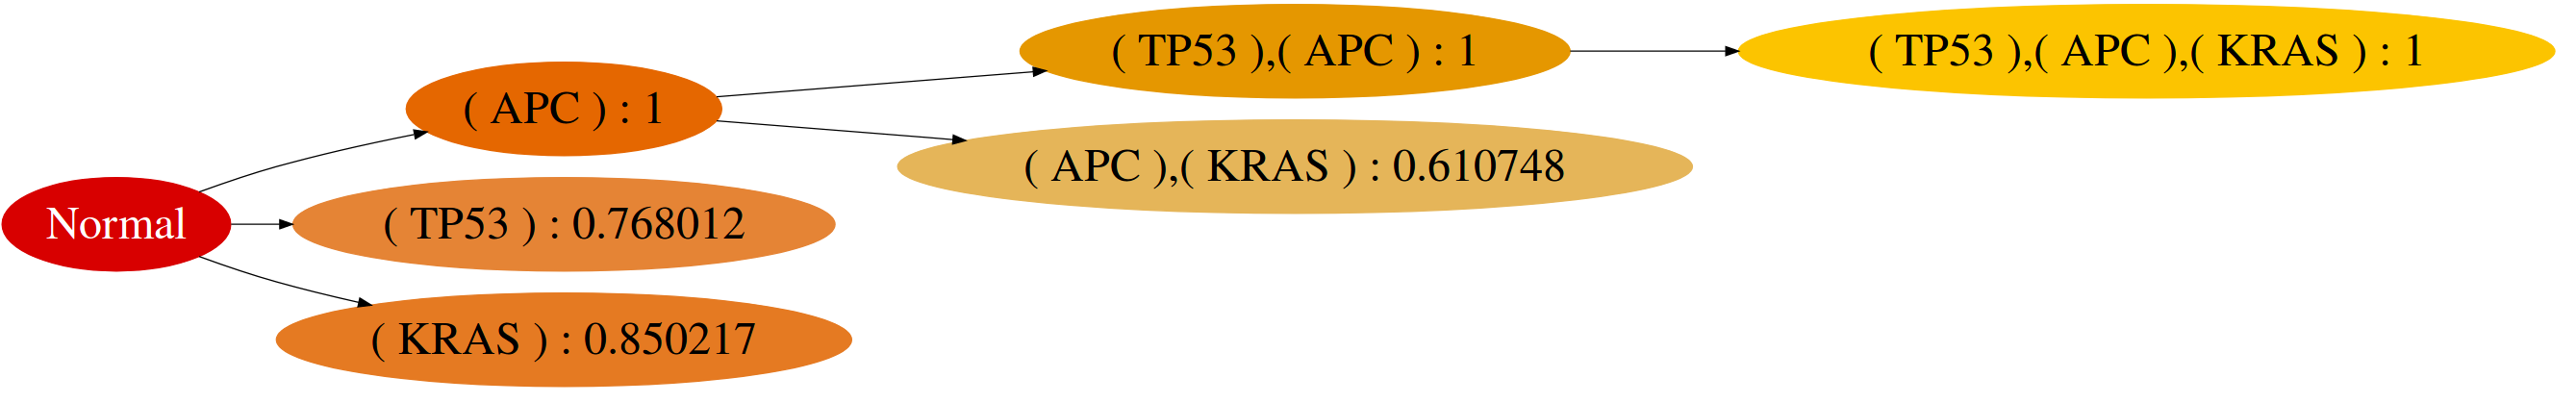 ( TP53 ),( APC ) : 1
( TP53 ),( APC ),( KRAS ) : 1
( APC ) : 1
( APC ),( KRAS ) : 0.610748
Normal
( TP53 ) : 0.768012
( KRAS ) : 0.850217